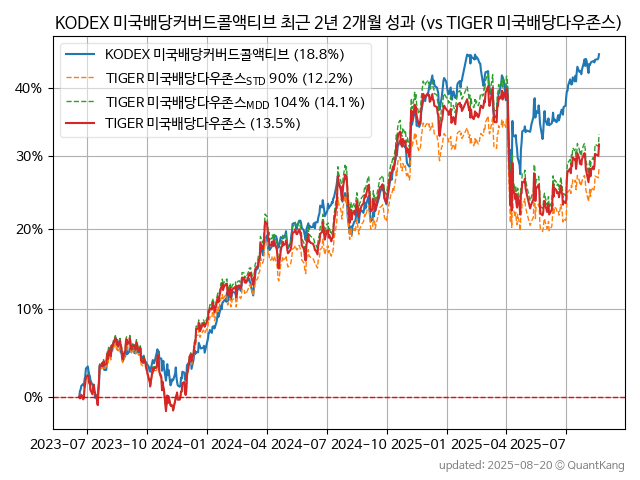 KODEX 미국배당커버드콜액티브 최근 2년 2개월 성과 (vs TIGER 미국배당다우존스)
KODEX 미국배당커버드콜액티브 (18.8%)
TIGER 미국배당다우존스STD 90% (12.2%)
TIGER 미국배당다우존스MDD 104% (14.1%)
TIGER 미국배당다우존스 (13.5%)
40%
30%
20%
10%
0%
2023-07 2023-10 2024-01 2024-04 2024-07 2024-10 2025-01 2025-04 2025-07
updated: 2025-08-20 © QuantKang